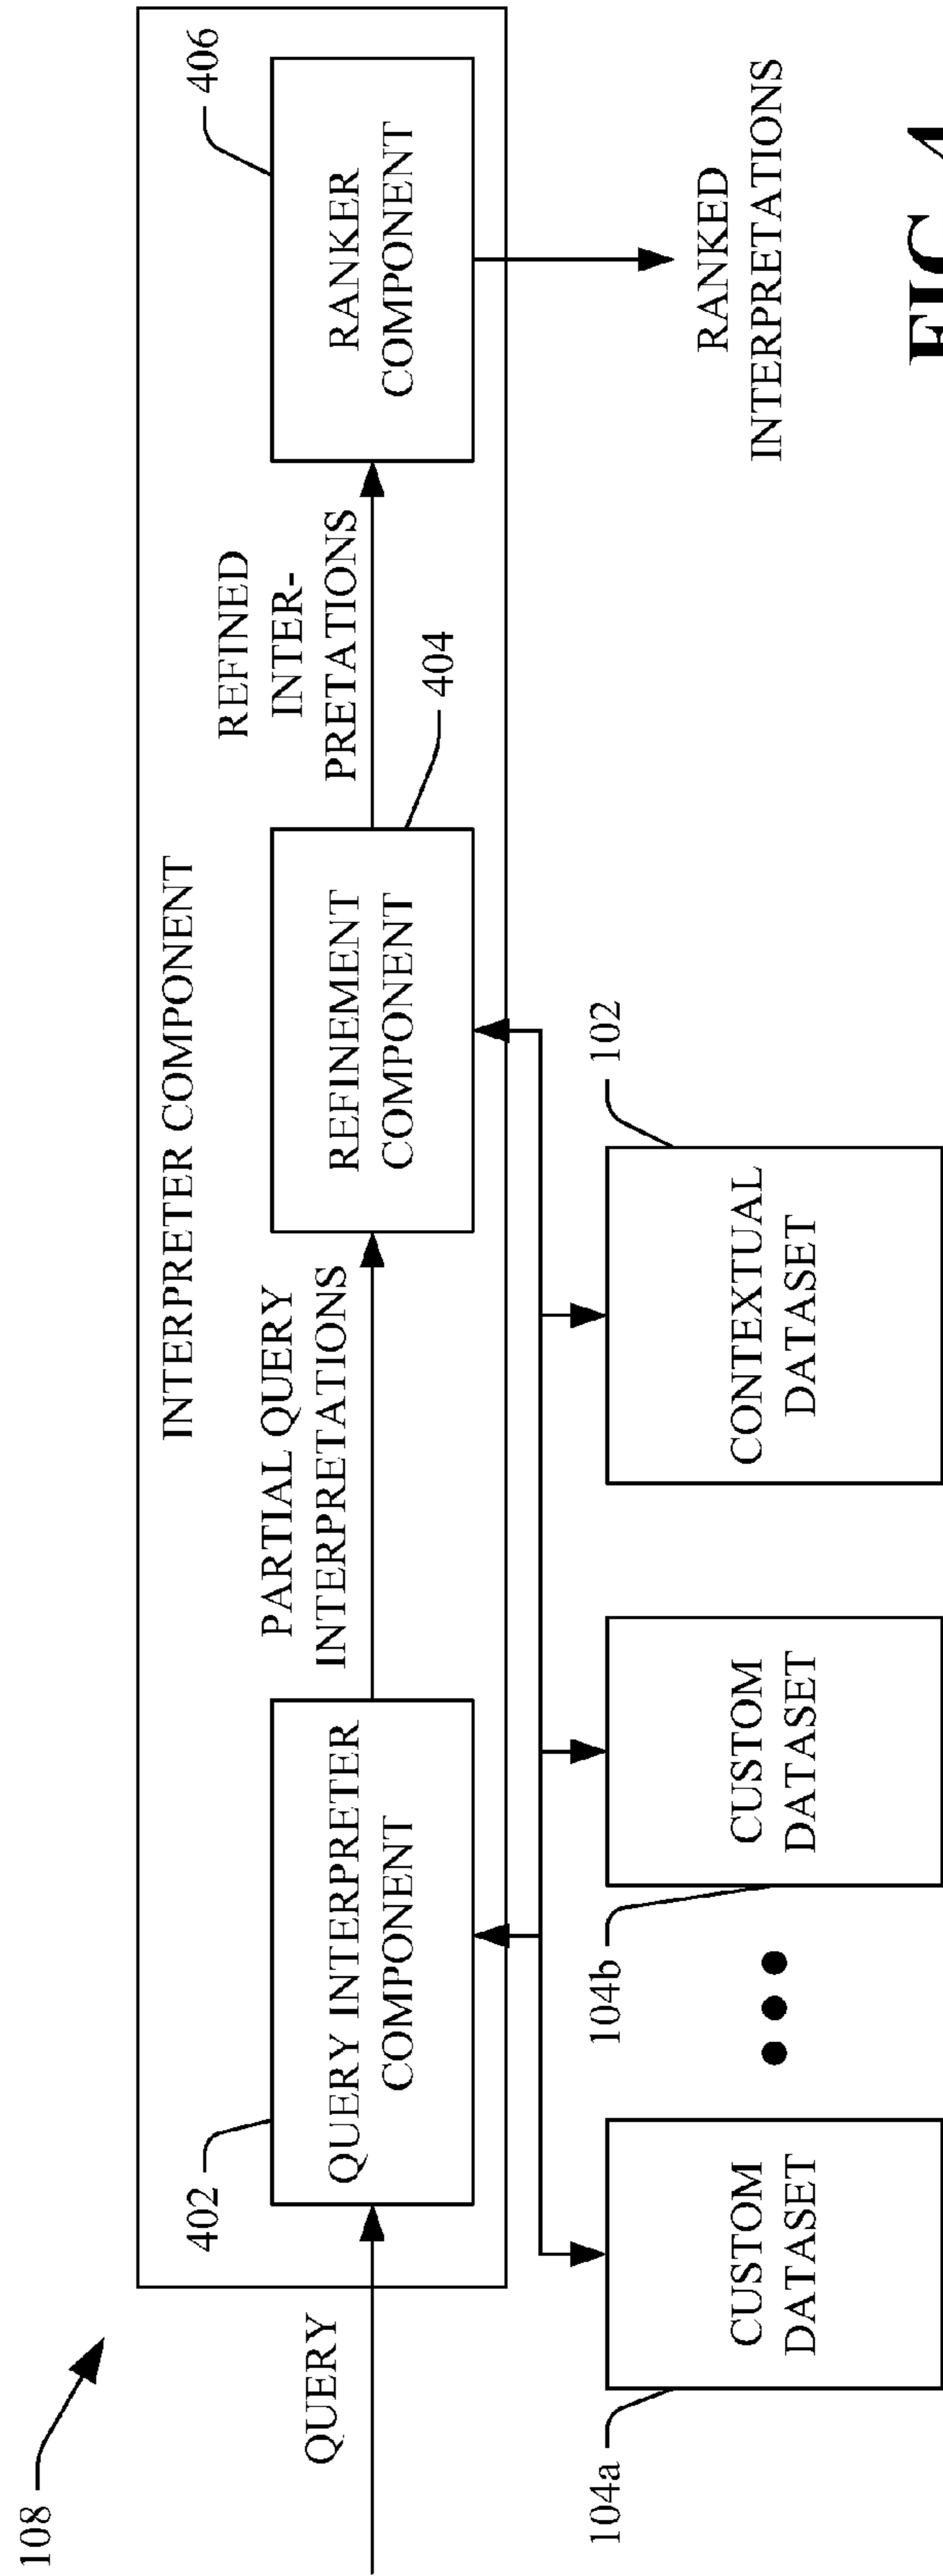 108
INTERPRETER COMPONENT
402
406
QUERY
QUERY INTERPRETER
COMPONENT
PARTIAL QUERY
INTERPRETATIONS
REFINEMENT
COMPONENT
404
REFINED
INTER-
PRETATIONS
RANKER
COMPONENT
104a
CUSTOM
DATASET
104b
CUSTOM
DATASET
102
CONTEXTUAL
DATASET
RANKED
INTERPRETATIONS
FIG. 4